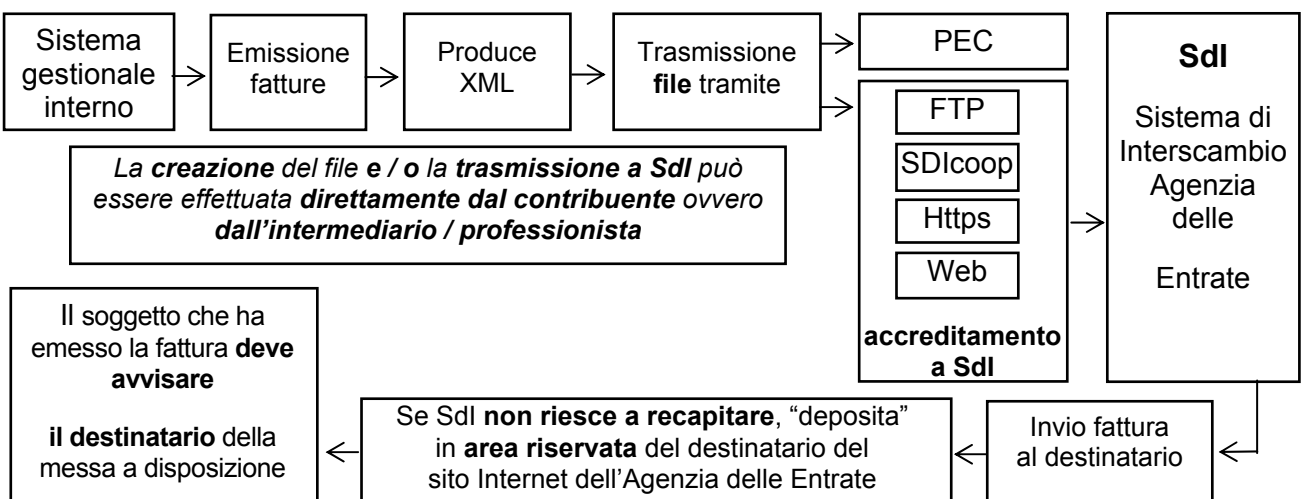 Sistema
gestionale
interno
Emissione
fatture
Produce
XML
Trasmissione
file tramite
PEC
FTP
SDIcoop
Https
Web
accreditamento
a SdI
SdI
Sistema di
Interscambio
Agenzia
delle
Entrate
La creazione del file e / o la trasmissione a SdI può
essere effettuata direttamente dal contribuente ovvero
dall'intermediario / professionista
Invio fattura
al destinatario
Se SdI non riesce a recapitare, “deposita”
in area riservata del destinatario del
sito Internet dell'Agenzia delle Entrate
Il soggetto che ha
emesso la fattura deve
avvisare
il destinatario della
messa a disposizione